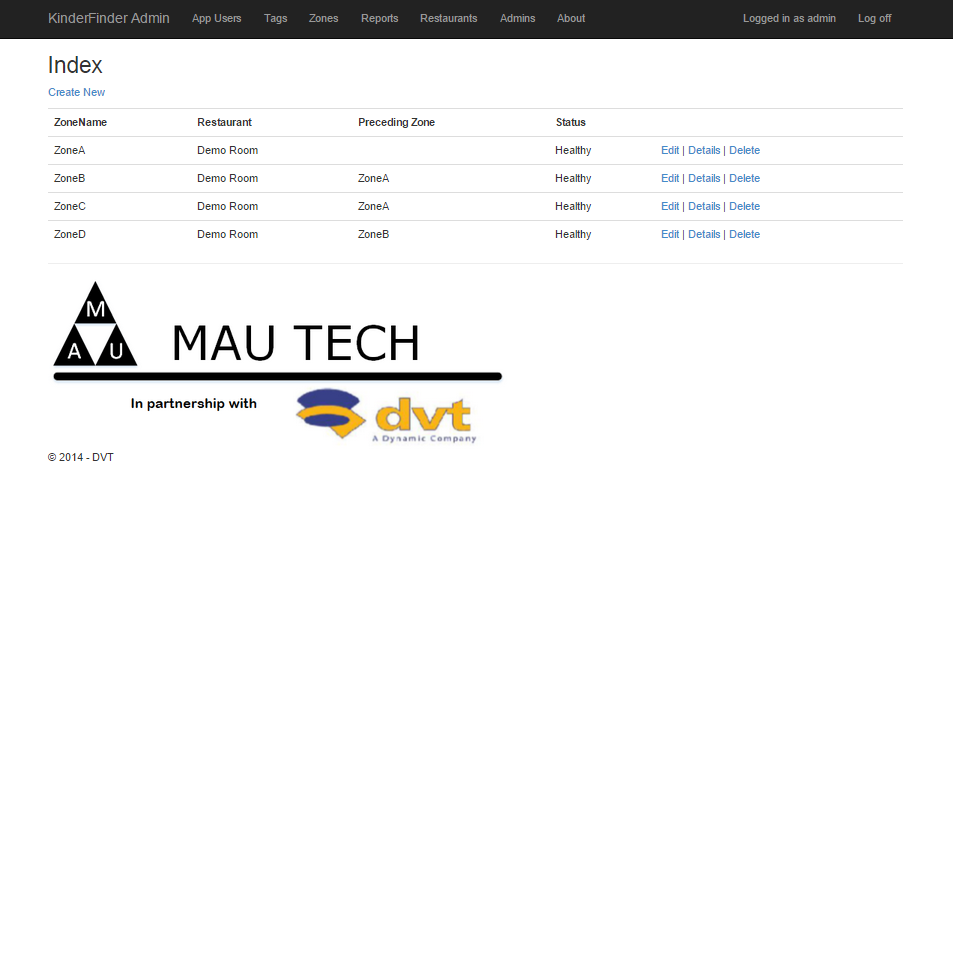 KinderFinder Admin App Users Tags Zones Reports Restaurants Admins About Logged in as admin Log off
Index
Create New
ZoneName Restaurant Preceding Zone Status
ZoneA Demo Room Healthy Edit | Details | Delete
ZoneB Demo Room ZoneA Healthy Edit | Details | Delete
ZoneC Demo Room ZoneA Healthy Edit | Details | Delete
ZoneD Demo Room ZoneB Healthy Edit | Details | Delete
M
A U
MAU TECH
In partnership with
dvt
A Dynamic Company
© 2014 - DVT